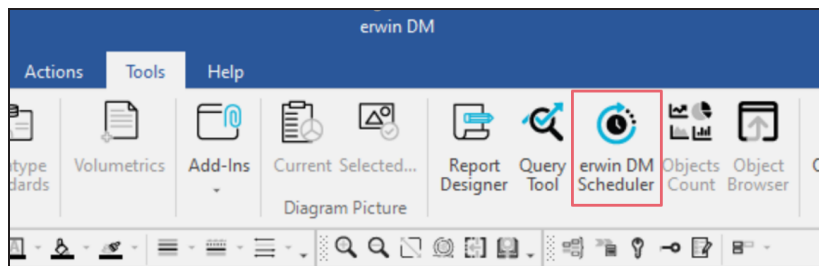 erwin DM
Actions Tools Help
Volumetrics Add-Ins Current Selected... Report Query erwin DM Objects Object
Designer Tool Scheduler Count Browser
Diagram Picture